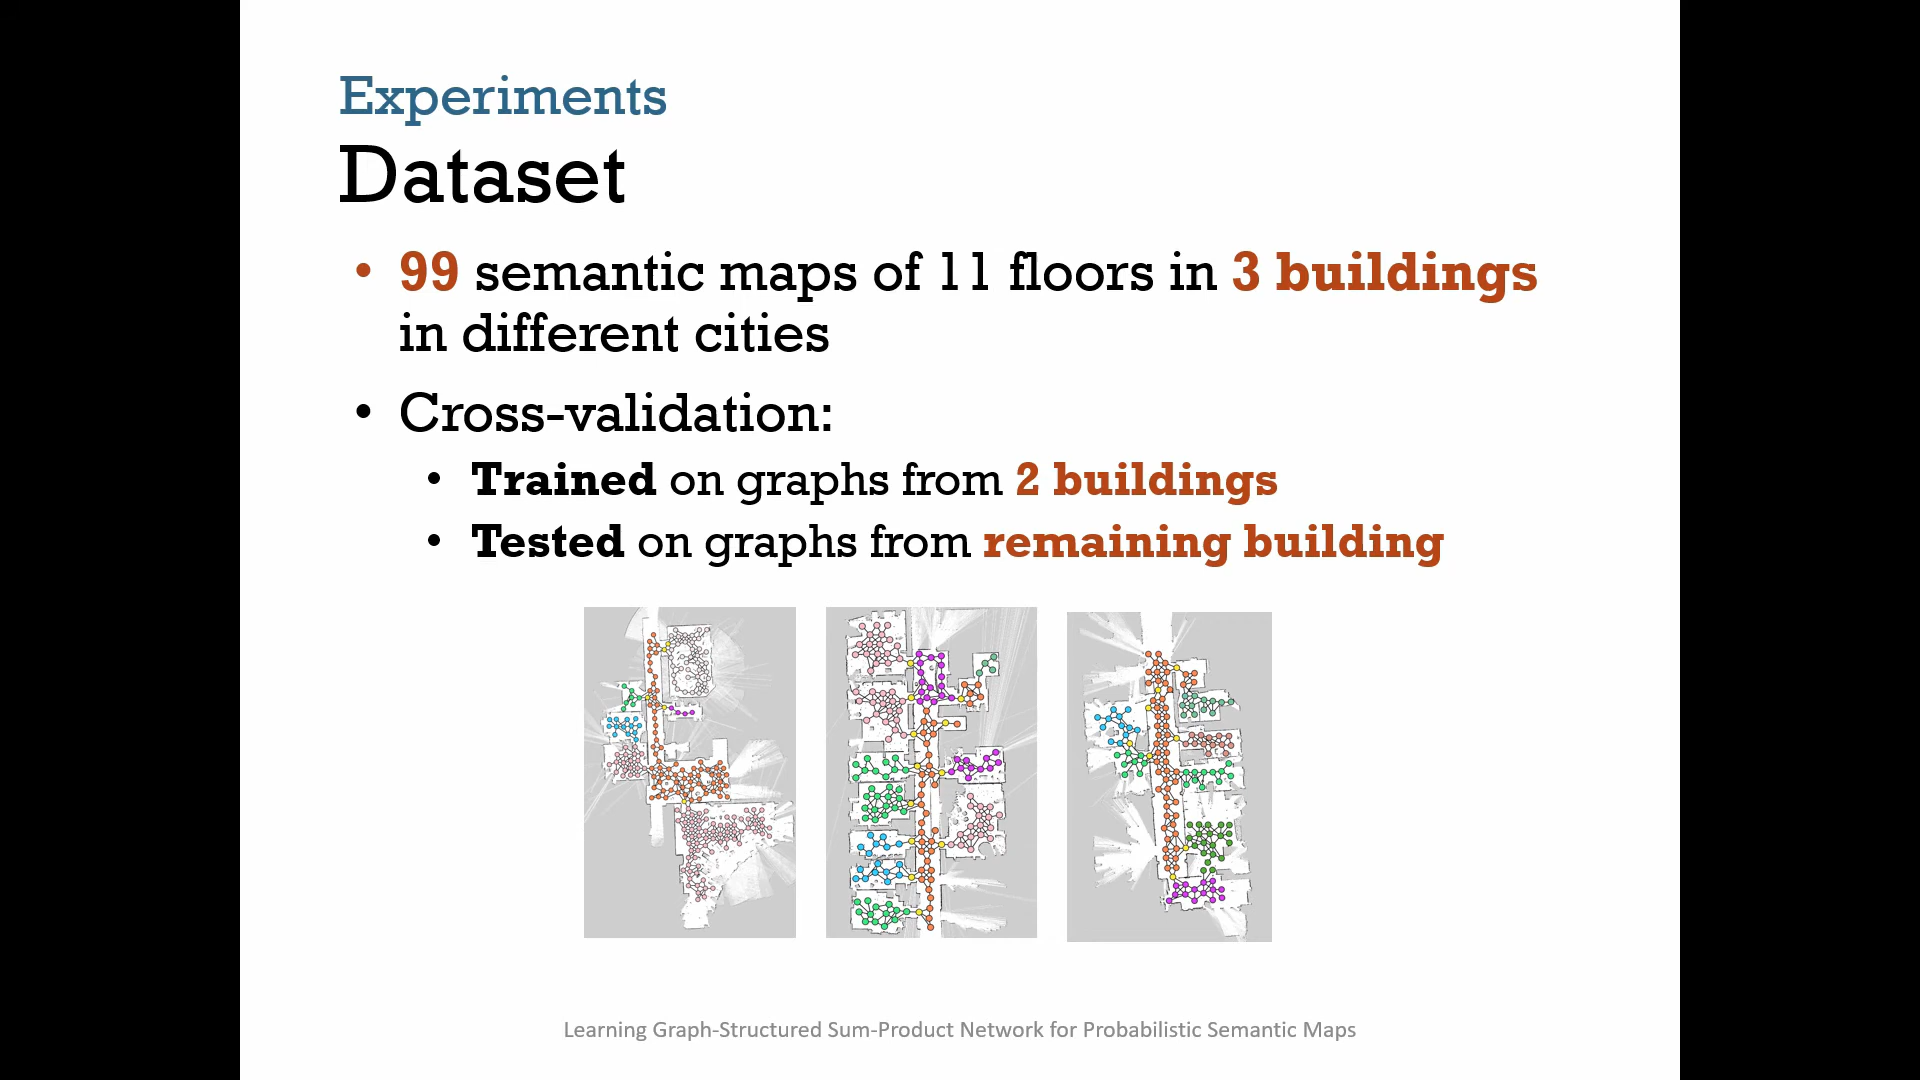 Experiments
Dataset
• 99 semantic maps of 11 floors in 3 buildings
in different cities
• Cross-validation:
• Trained on graphs from 2 buildings
• Tested on graphs from remaining building
Learning Graph-Structured Sum-Product Network for Probabilistic Semantic Maps